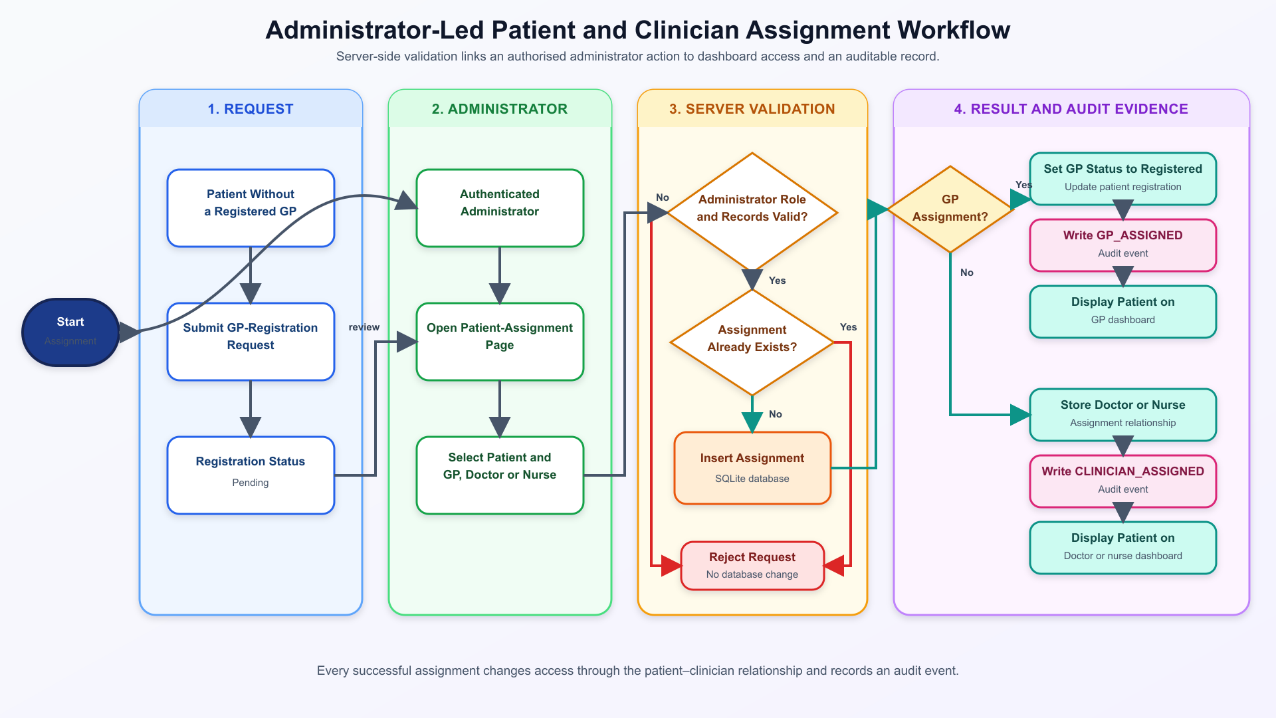 Administrator-Led Patient and Clinician Assignment Workflow
Server-side validation links an authorised administrator action to dashboard access and an auditable record.
Start
Assignment
1. REQUEST
Patient Without
a Registered GP
Submit GP-Registration
Request
Registration Status
Pending
review
2. ADMINISTRATOR
Authenticated
Administrator
Open Patient-Assignment
Page
Select Patient and
GP, Doctor or Nurse
3. SERVER VALIDATION
No
Administrator Role
and Records Valid?
Yes
Assignment
Already Exists?
Yes
No
Insert Assignment
SQLite database
Reject Request
No database change
4. RESULT AND AUDIT EVIDENCE
GP
Assignment?
Yes
No
Set GP Status to Registered
Update patient registration
Write GP_ASSIGNED
Audit event
Display Patient on
GP dashboard
Store Doctor or Nurse
Assignment relationship
Write CLINICIAN_ASSIGNED
Audit event
Display Patient on
Doctor or nurse dashboard
Every successful assignment changes access through the patient–clinician relationship and records an audit event.